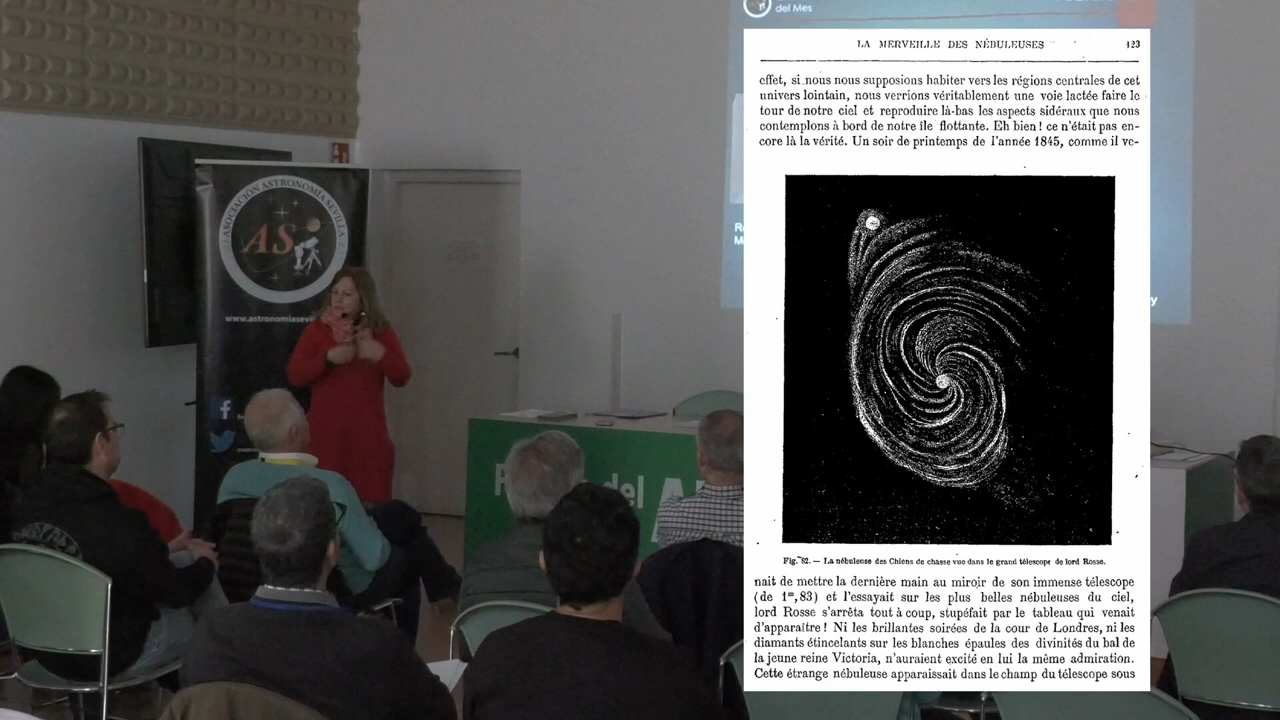 del Mes
ASOCIACIÓN ASTRONOMÍA SEVILLA
AS
www.astronomiasevi
LA MERVEILLE DES NÉBULEUSES 123
effet, si nous nous supposions habiter vers les régions centrales de cet
univers lointain, nous verrions véritablement une voie lactée faire le
tour de notre ciel et reproduire là-bas les aspects sidéraux que nous
contemplons à bord de notre île flottante. Eh bien ! ce n'était pas en-
core là la vérité. Un soir de printemps de l'année 1845, comme il ve-
Fig. 82. — La nébuleuse des Chiens de chasse vue dans le grand télescope de lord Rosse.
nait de mettre la dernière main au miroir de son immense télescope
(de 1m,83) et l'essayait sur les plus belles nébuleuses du ciel,
lord Rosse s'arrêta tout à coup, stupéfait par le tableau qui venait
d'apparaître ! Ni les brillantes soirées de la cour de Londres, ni les
diamants étincelants sur les blanches épaules des divinités du bal de
la jeune reine Victoria, n'auraient excité en lui la même admiration.
Cette étrange nébuleuse apparaissait dans le champ du télescope sous
del